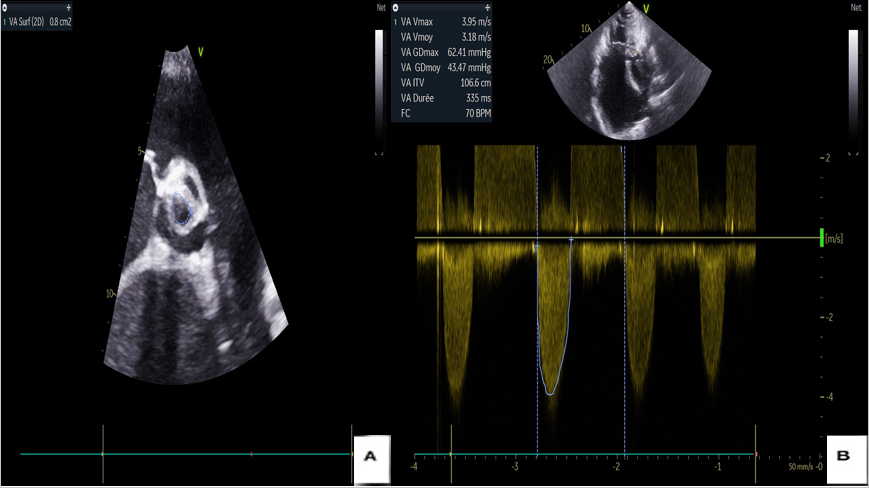 1 VA Surf (2D) 0.8 cm2
Net
V
5
10
A
1 VA Vmax 3.95 m/s
VA Vmoy 3.18 m/s
VA GDmax 62.41 mmHg
VA GDmoy 43.47 mmHg
VA ITV 106.6 cm
VA Durée 335 ms
FC 70 BPM
V
10
20
Net
2
[m/s]
-2
-4
-4 -3 -2 -1 50 mm/s -0
B